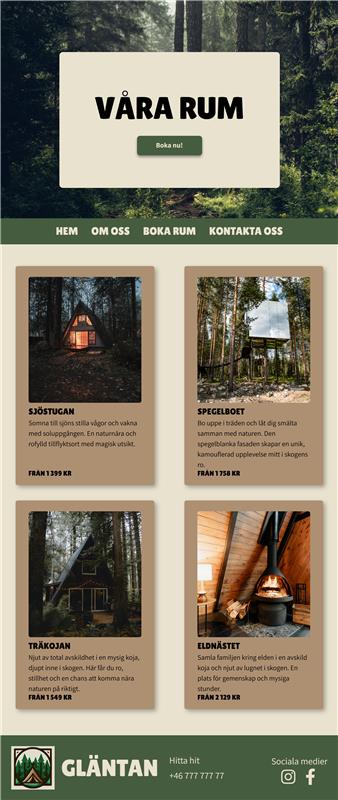 VÅRA RUM
Boka nu!
HEM OM OSS BOKA RUM KONTAKTA OSS
SJÖSTUGAN
Somna till sjöns stilla vågor och vakna
med soluppgången. En naturnära och
rofylld tillflyktsort med magisk utsikt.
FRÅN 1 399 KR
SPEGELBOET
Bo uppe i träden och låt dig smälta
samman med naturen. Den
spegelblanka fasaden skapar en unik,
kamouflerad upplevelse mitt i skogens
ro.
FRÅN 1 758 KR
TRÄKOJAN
Njut av total avskildhet i en mysig koja,
djupt inne i skogen. Här får du ro,
stillhet och en chans att komma nära
naturen på riktigt.
FRÅN 1 549 KR
ELDNÄSTET
Samla familjen kring elden i en avskild
koja och njut av lugnet i skogen. En
plats för gemenskap och mysiga
stunder.
FRÅN 2 129 KR
GLÄNTAN
Hitta hit
+46 777 777 77
Sociala medier